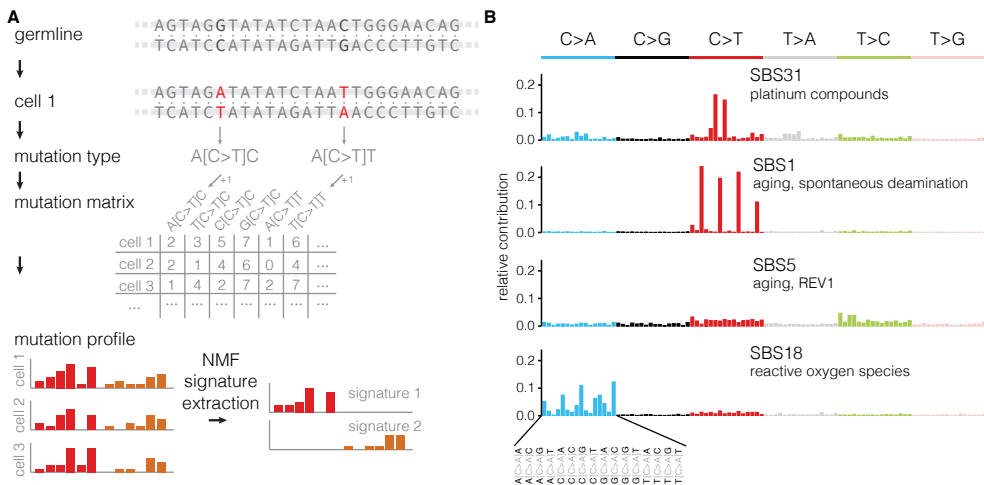 A
germline
AGTAGGTATATCTAACTGGGAACAG
TCATCCATATAGATTGACCCTTGTC
cell 1
AGTAGATATATCTAATTGGGAACAG
TCATCTATATAGATTAACCCTTGTC
mutation type
A[C>T]C
A[C>T]T
+1
+1
mutation matrix
A[C>T]C
T[C>T]C
C[C>T]C
G[C>T]C
A[C>T]T
T[C>T]T
cell 1 2 3 5 7 1 6 ...
cell 2 2 1 4 6 0 4 ...
cell 3 1 4 2 7 2 7 ...
... ... ... ... ... ... ...
mutation profile
cell 1
cell 2
cell 3
NMF
signature
extraction
signature 1
signature 2
B
C>A C>G C>T T>A T>C T>G
relative contribution
SBS31
platinum compounds
0.2
0.1
0.0
SBS1
aging, spontaneous deamination
0.2
0.1
0.0
SBS5
aging, REV1
0.2
0.1
0.0
SBS18
reactive oxygen species
0.2
0.1
0.0
A[C>A]A
A[C>A]C
A[C>A]G
A[C>A]T
C[C>A]A
C[C>A]C
C[C>A]G
C[C>A]T
G[C>A]A
G[C>A]C
G[C>A]G
G[C>A]T
T[C>A]A
T[C>A]C
T[C>A]G
T[C>A]T